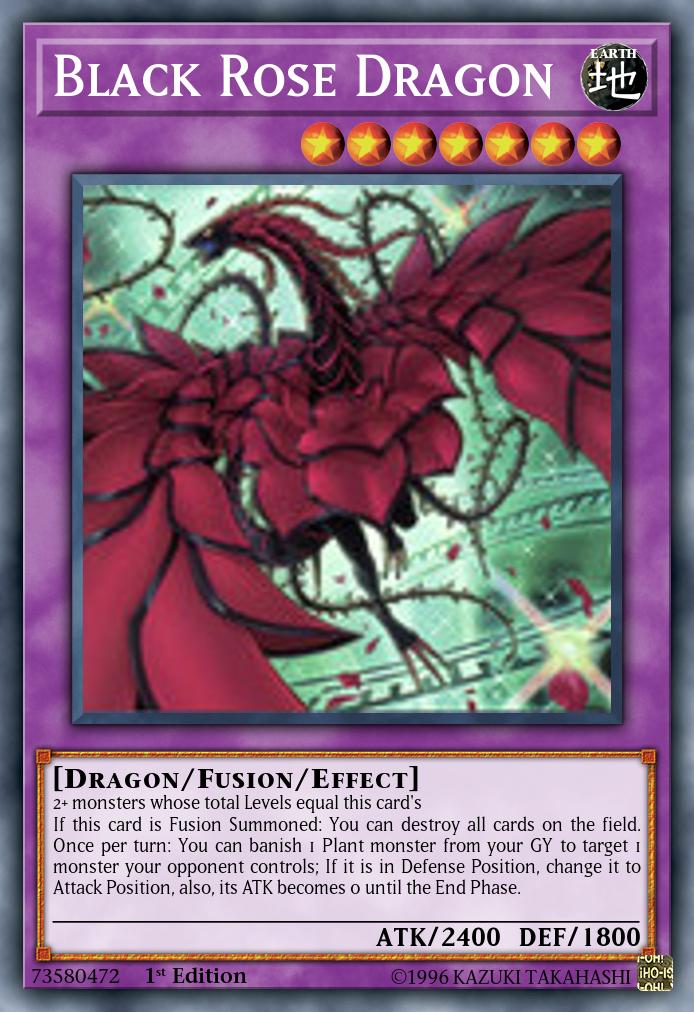 Black Rose Dragon
EARTH
地
[Dragon/Fusion/Effect]
2+ monsters whose total Levels equal this card's
If this card is Fusion Summoned: You can destroy all cards on the field.
Once per turn: You can banish 1 Plant monster from your GY to target 1
monster your opponent controls; If it is in Defense Position, change it to
Attack Position, also, its ATK becomes 0 until the End Phase.
ATK/2400 DEF/1800
73580472 1st Edition ©1996 KAZUKI TAKAHASHI